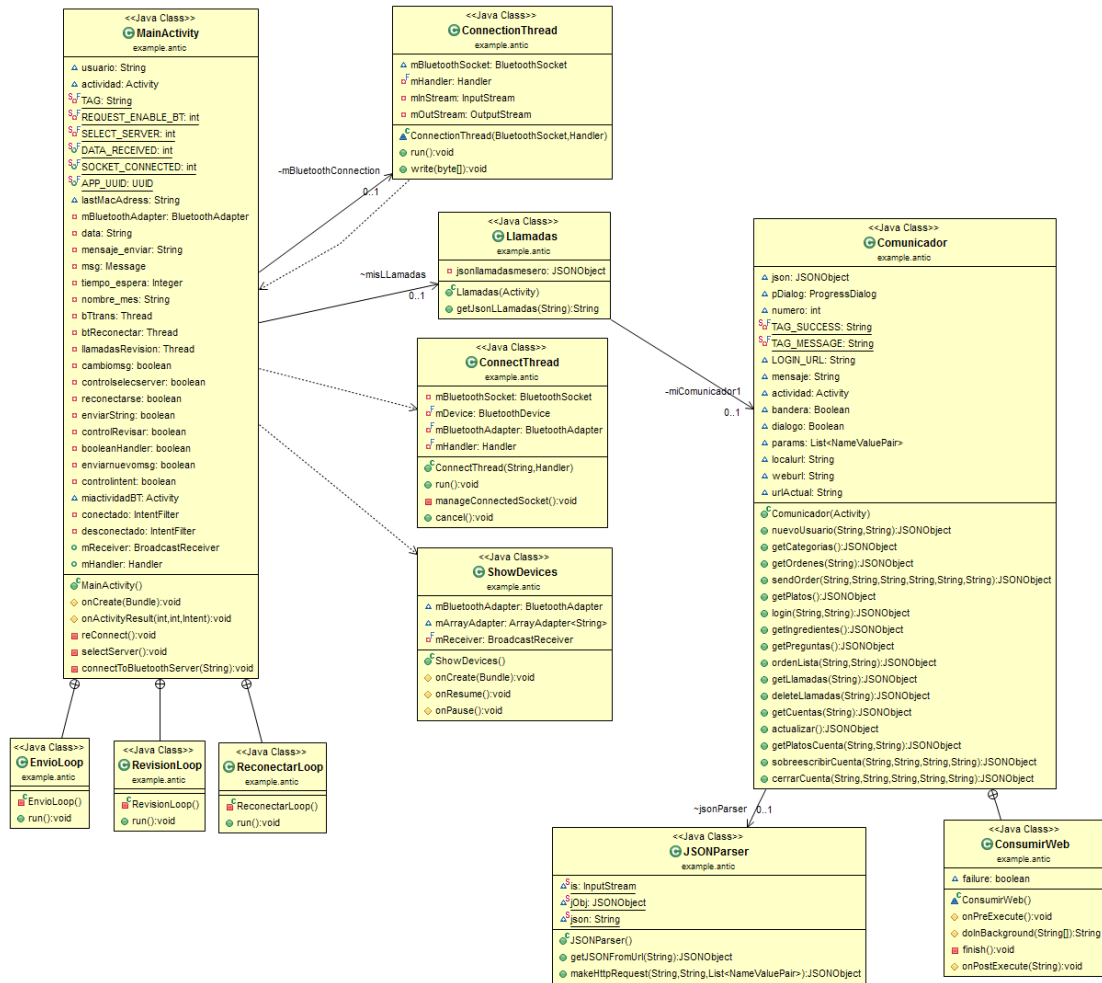 <<Java Class>>
MainActivity
example.antic
usuario: String
actividad: Activity
TAG: String
REQUEST_ENABLE_BT: int
SELECT_SERVER: int
DATA_RECEIVED: int
SOCKET_CONNECTED: int
APP_UUID: UUID
lastMacAdress: String
mBluetoothAdapter: BluetoothAdapter
data: String
mensaje_enviar: String
msg: Message
tiempo_espera: Integer
nombre_mes: String
bTtrans: Thread
btReconectar: Thread
llamadasRevision: Thread
cambiomsg: boolean
controlselecserver: boolean
reconectarse: boolean
enviarString: boolean
controlRevisar: boolean
booleanHandler: boolean
enviarnuevomsg: boolean
controlintent: boolean
miactividadBT: Activity
conectado: IntentFilter
desconectado: IntentFilter
mReceiver: BroadcastReceiver
mHandler: Handler
MainActivity()
onCreate(Bundle):void
onActivityResult(int,int,Intent):void
reConnect():void
selectServer():void
connectToBluetoothServer(String):void
<<Java Class>>
EnvioLoop
example.antic
EnvioLoop()
run():void
<<Java Class>>
RevisionLoop
example.antic
RevisionLoop()
run():void
<<Java Class>>
ReconectarLoop
example.antic
ReconectarLoop()
run():void
-mBluetoothConnection
0..1
~misLLamadas
0..1
<<Java Class>>
ConnectionThread
example.antic
mBluetoothSocket: BluetoothSocket
mHandler: Handler
mInStream: InputStream
mOutStream: OutputStream
ConnectionThread(BluetoothSocket,Handler)
run():void
write(byte[]):void
<<Java Class>>
Llamadas
example.antic
jsonllamadasmesero: JSONObject
Llamadas(Activity)
getJsonLLamadas(String):String
<<Java Class>>
ConnectThread
example.antic
mBluetoothSocket: BluetoothSocket
mDevice: BluetoothDevice
mBluetoothAdapter: BluetoothAdapter
mHandler: Handler
ConnectThread(String,Handler)
run():void
manageConnectedSocket():void
cancel():void
<<Java Class>>
ShowDevices
example.antic
mBluetoothAdapter: BluetoothAdapter
mArrayAdapter: ArrayAdapter<String>
mReceiver: BroadcastReceiver
ShowDevices()
onCreate(Bundle):void
onResume():void
onPause():void
-miComunicador1
0..1
<<Java Class>>
Comunicador
example.antic
json: JSONObject
pDialog: ProgressDialog
numero: int
TAG_SUCCESS: String
TAG_MESSAGE: String
LOGIN_URL: String
mensaje: String
actividad: Activity
bandera: Boolean
dialogo: Boolean
params: List<NameValuePair>
localurl: String
weburl: String
urlActual: String
Comunicador(Activity)
nuevoUsuario(String,String):JSONObject
getCategorias():JSONObject
getOrdenes(String):JSONObject
sendOrder(String,String,String,String,String,String):JSONObject
getPlatos():JSONObject
login(String,String):JSONObject
getIngredientes():JSONObject
getPreguntas():JSONObject
ordenLista(String,String):JSONObject
getLlamadas(String):JSONObject
deleteLlamadas(String):JSONObject
getCuentas(String):JSONObject
actualizar():JSONObject
getPlatosCuenta(String,String):JSONObject
sobreescribirCuenta(String,String,String,String):JSONObject
cerrarCuenta(String,String,String,String,String):JSONObject
~jsonParser
0..1
<<Java Class>>
JSONParser
example.antic
is: InputStream
jObj: JSONObject
json: String
JSONParser()
getJSONFromUrl(String):JSONObject
makeHttpRequest(String,String,List<NameValuePair>):JSONObject
<<Java Class>>
ConsumirWeb
example.antic
failure: boolean
ConsumirWeb()
onPreExecute():void
doInBackground(String[]):String
finish():void
onPostExecute(String):void